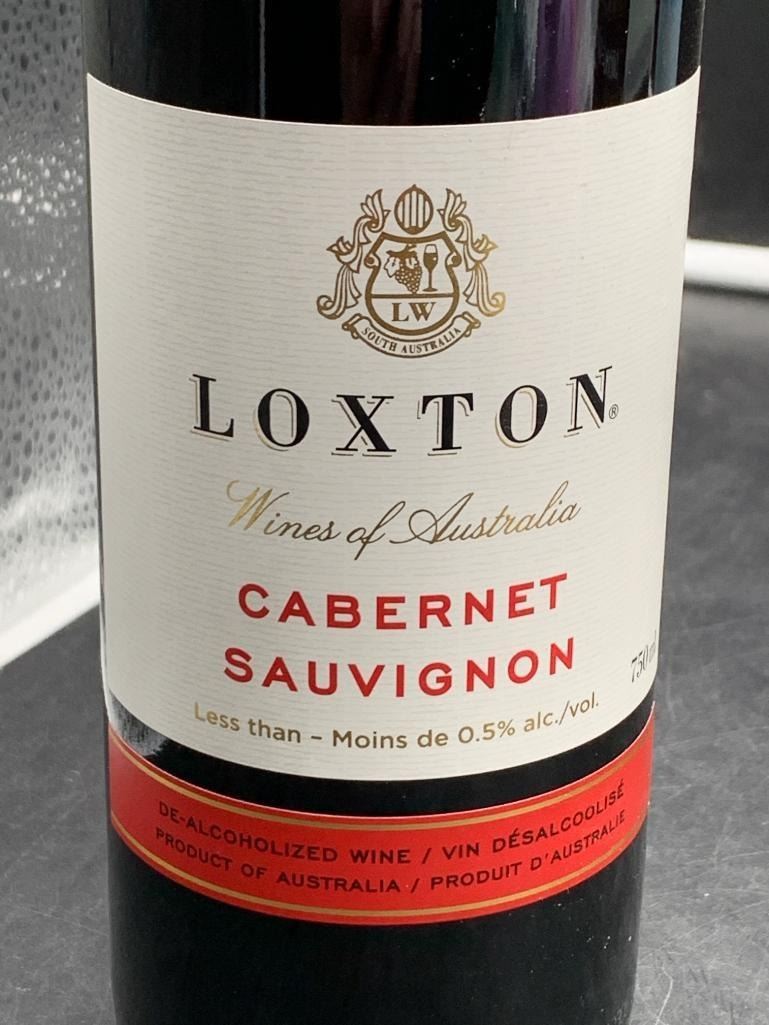 LW
SOUTH AUSTRALIA
LOXTON®
Wines of Australia
CABERNET
SAUVIGNON
750 ml
Less than – Moins de 0.5% alc./vol.
DE-ALCOHOLIZED WINE / VIN DÉSALCOOLISÉ
PRODUCT OF AUSTRALIA / PRODUIT D'AUSTRALIE